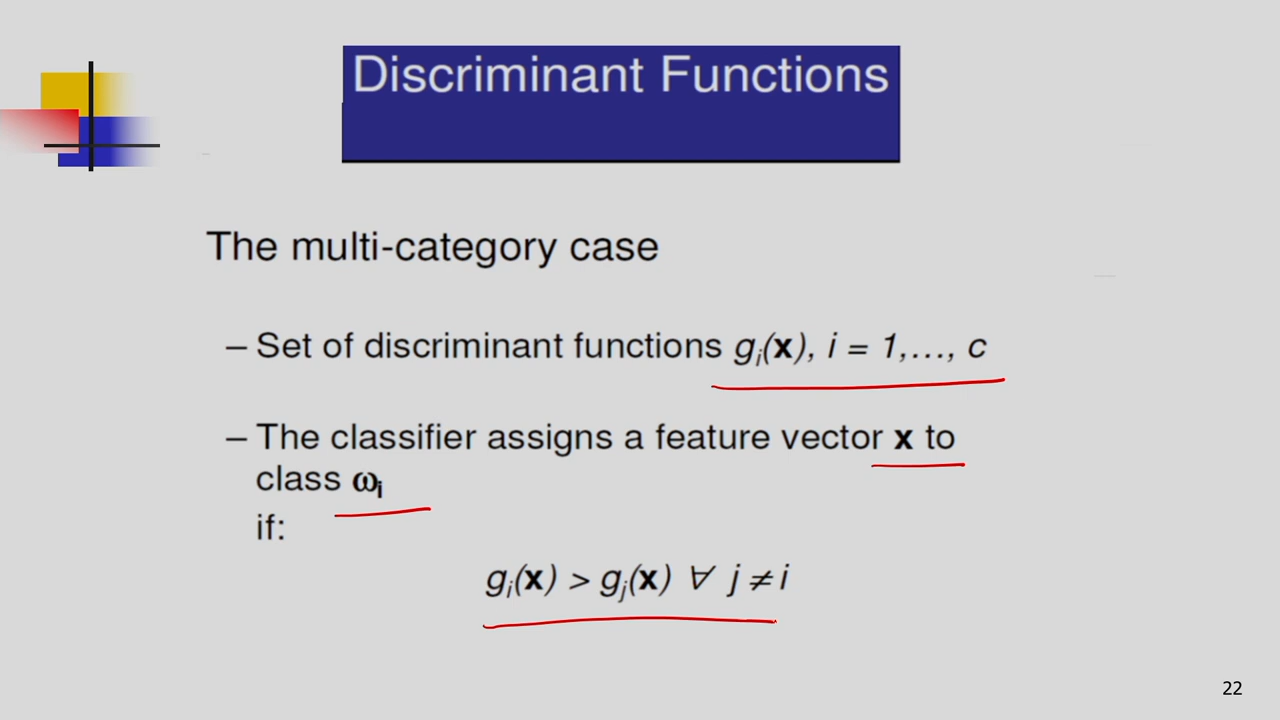 Discriminant Functions
The multi-category case
– Set of discriminant functions gᵢ(x), i = 1,..., c
– The classifier assigns a feature vector x to
class ωᵢ
if:
gᵢ(x) > gⱼ(x) ∀ j ≠ i
22